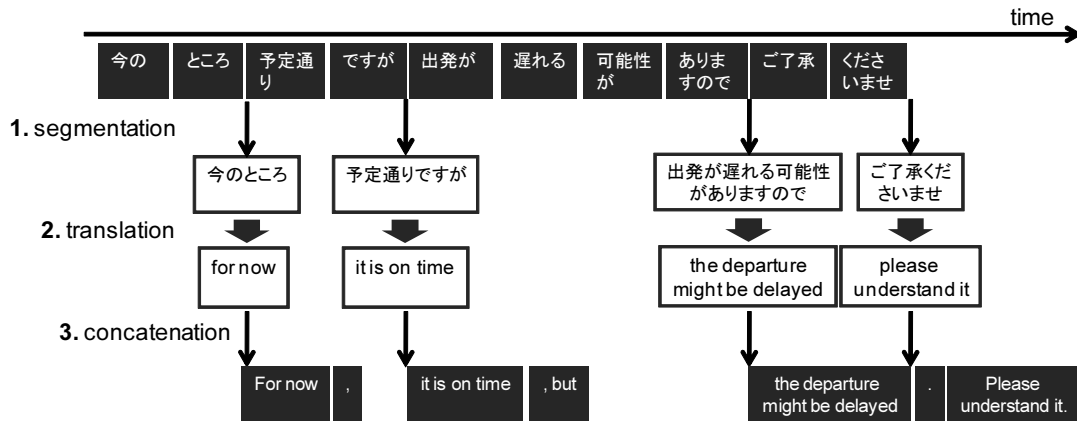 time
今の
ところ
予定通
り
ですが
出発が
遅れる
可能性
が
ありま
すので
ご了承
くださ
いませ
1. segmentation
今のところ
予定通りですが
出発が遅れる可能性
がありますので
ご了承くだ
さいませ
2. translation
for now
it is on time
the departure
might be delayed
please
understand it
3. concatenation
For now
,
it is on time
, but
the departure
might be delayed
.
Please
understand it.